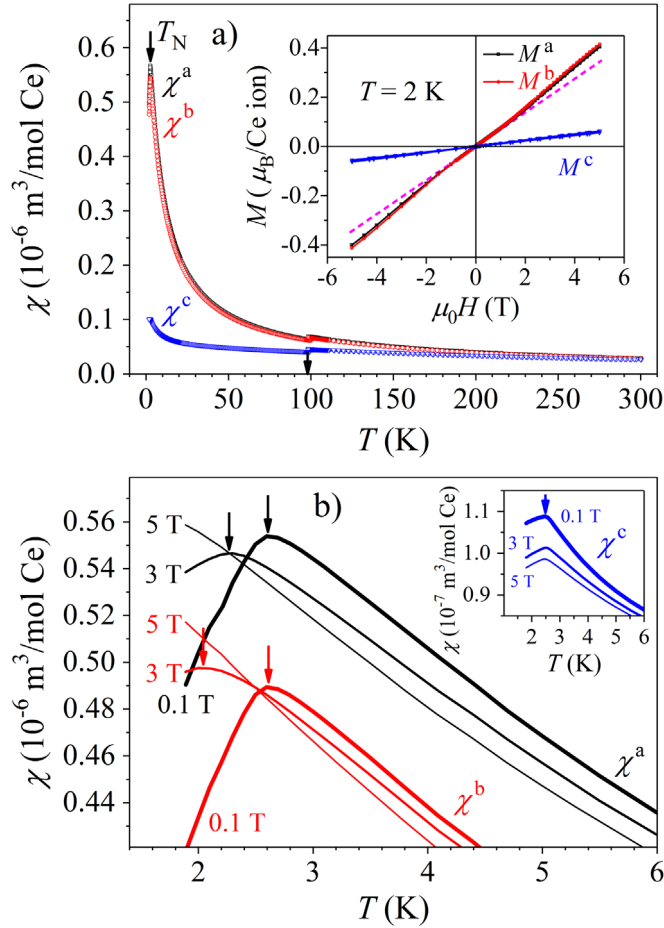 a)
T_N
χ^a
χ^b
χ^c
χ (10^-6 m^3/mol Ce)
0.6
0.5
0.4
0.3
0.2
0.1
0.0
0 50 100 150 200 250 300
T (K)
M^a
M^b
T = 2 K
M^c
M ( μ_B/Ce ion)
0.4
0.2
0.0
-0.2
-0.4
-6 -4 -2 0 2 4 6
μ_0H (T)
b)
5 T
3 T
5 T
3 T
0.1 T
0.1 T
χ^a
χ^b
χ (10^-6 m^3/mol Ce)
0.56
0.54
0.52
0.50
0.48
0.46
0.44
2 3 4 5 6
T (K)
0.1 T
3 T
5 T
χ^c
χ (10^-7 m^3/mol Ce)
1.1
1.0
0.9
2 3 4 5 6
T (K)